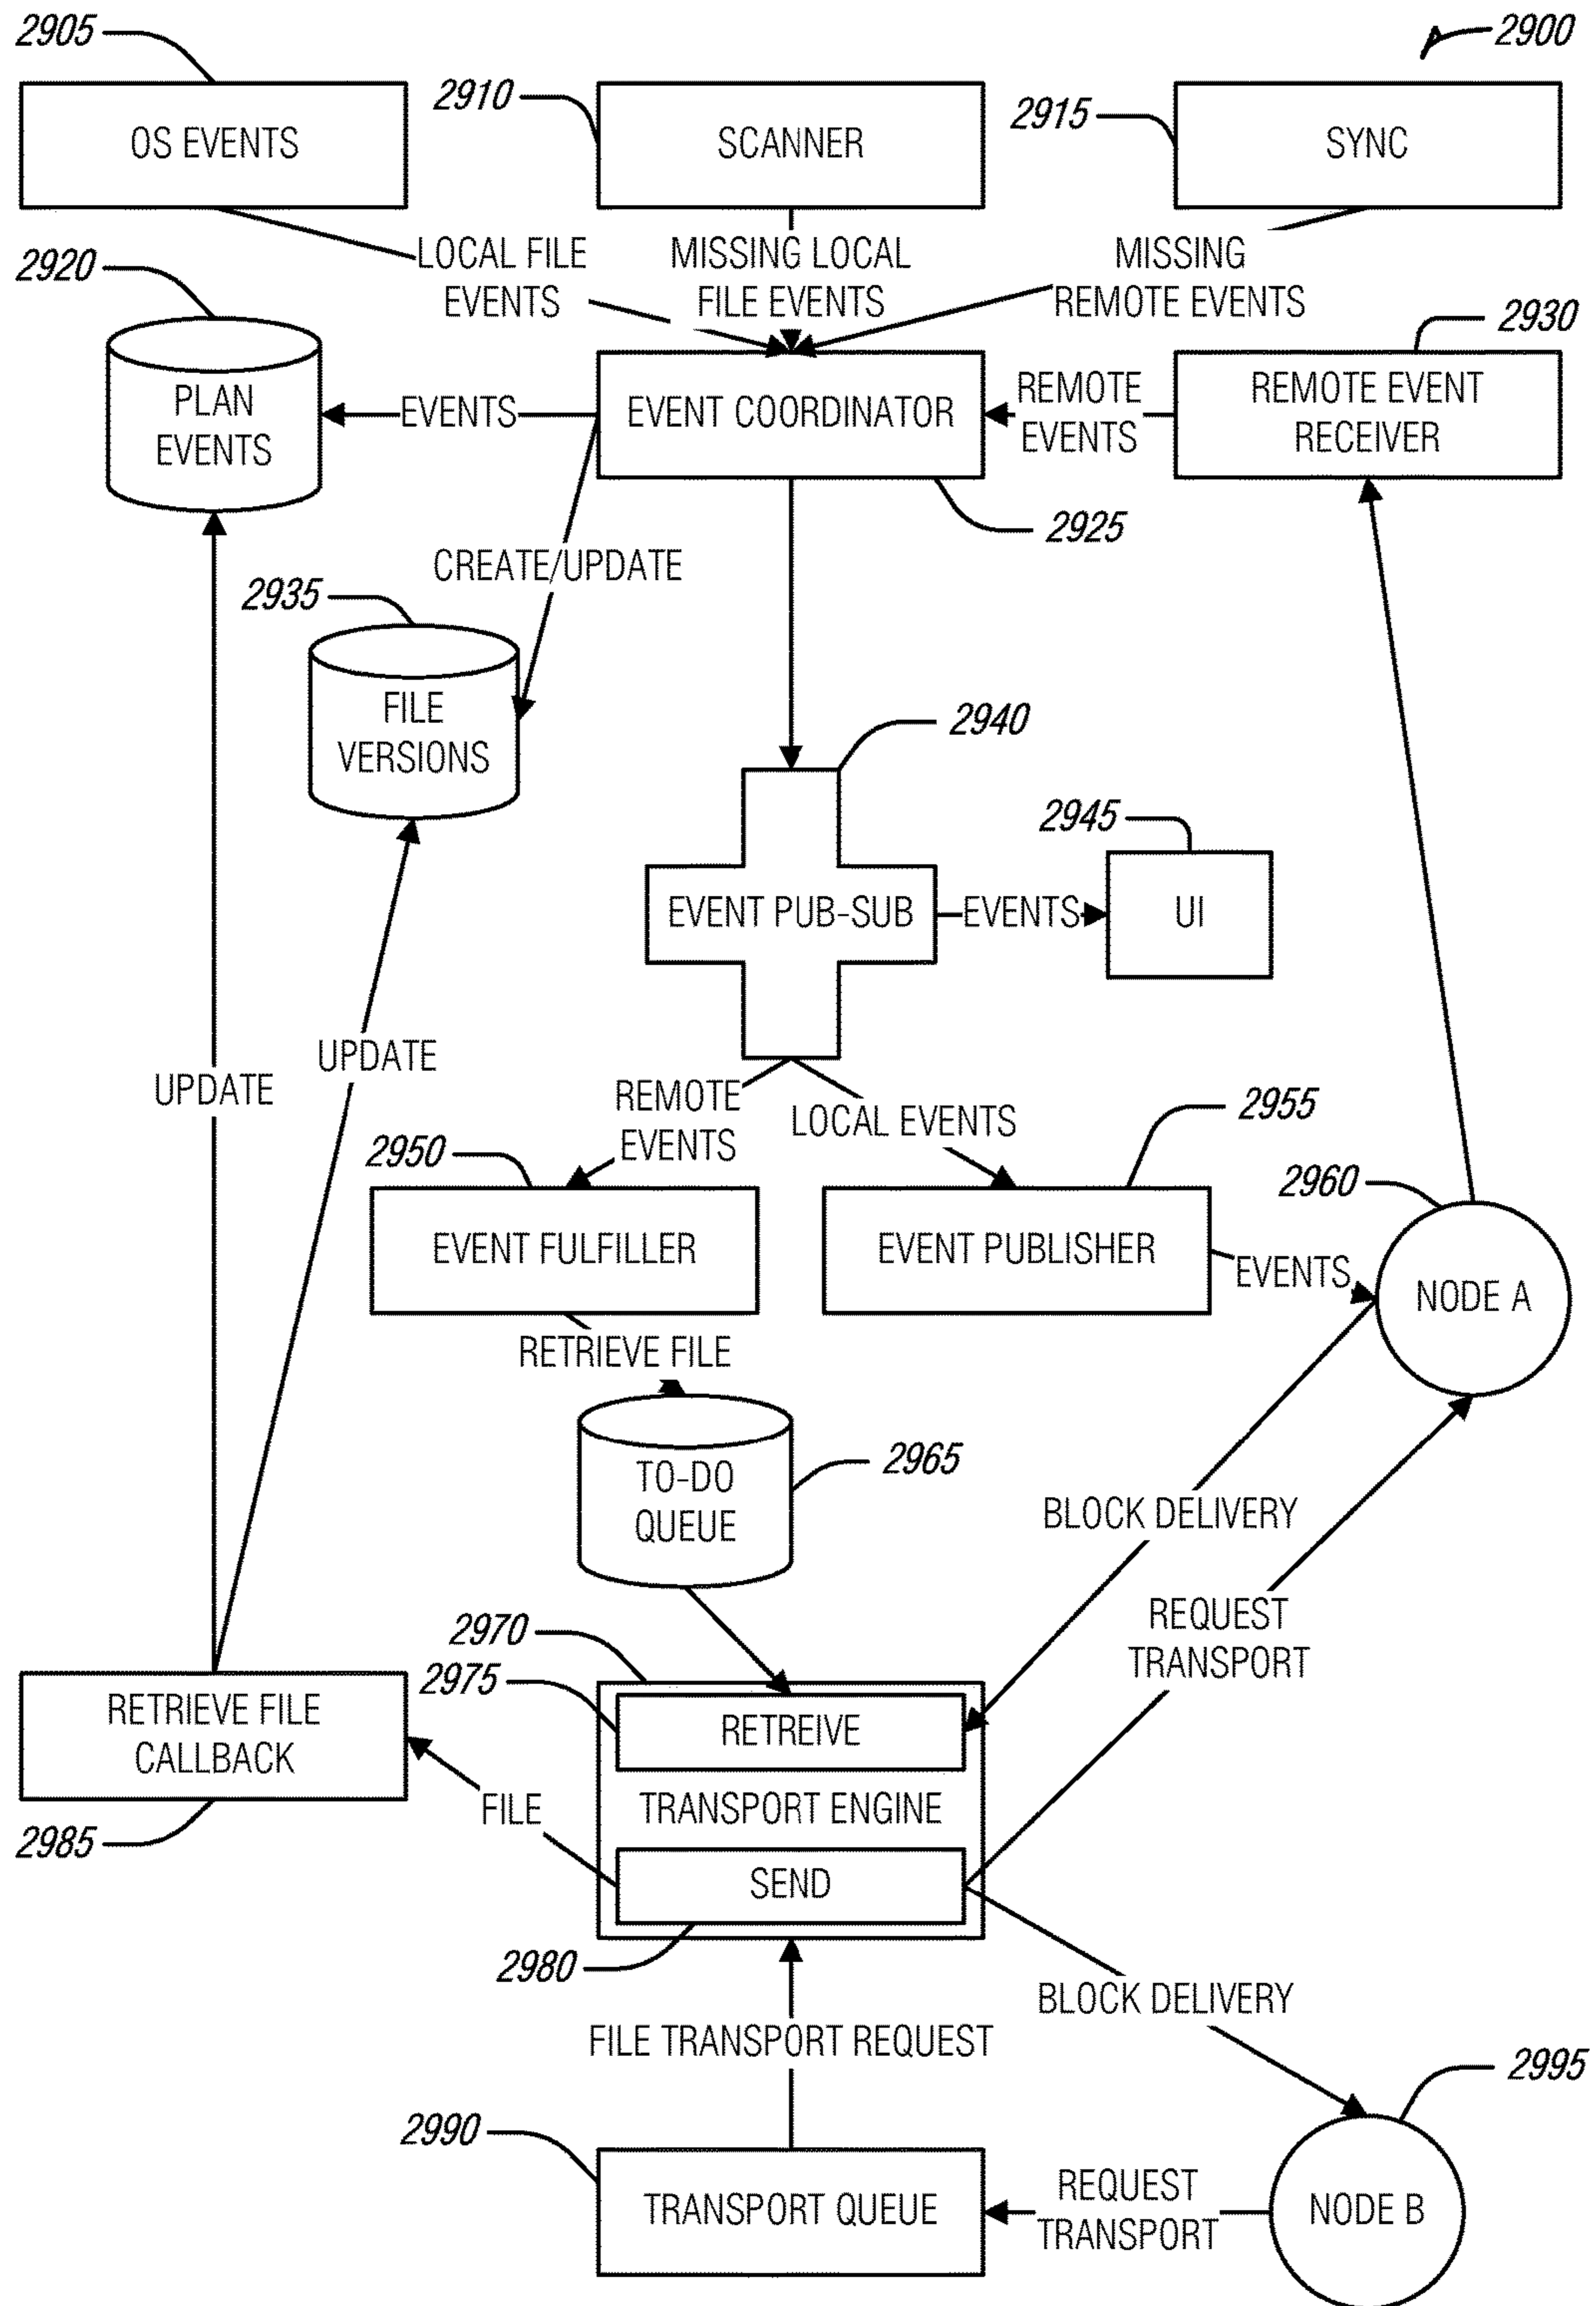 2905
2900
OS EVENTS
2910
SCANNER
2915
SYNC
LOCAL FILE
EVENTS
MISSING LOCAL
FILE EVENTS
MISSING
REMOTE EVENTS
2920
PLAN
EVENTS
EVENTS
EVENT COORDINATOR
2925
REMOTE
EVENTS
2930
REMOTE EVENT
RECEIVER
CREATE/UPDATE
2935
FILE
VERSIONS
2940
EVENT PUB-SUB
EVENTS
2945
UI
UPDATE
UPDATE
REMOTE
EVENTS
LOCAL EVENTS
2950
EVENT FULFILLER
2955
EVENT PUBLISHER
EVENTS
2960
NODE A
RETRIEVE FILE
TO-DO
QUEUE
2965
BLOCK DELIVERY
REQUEST
TRANSPORT
2970
2975
RETREIVE
TRANSPORT ENGINE
SEND
2980
RETRIEVE FILE
CALLBACK
2985
FILE
BLOCK DELIVERY
FILE TRANSPORT REQUEST
2990
TRANSPORT QUEUE
REQUEST
TRANSPORT
2995
NODE B